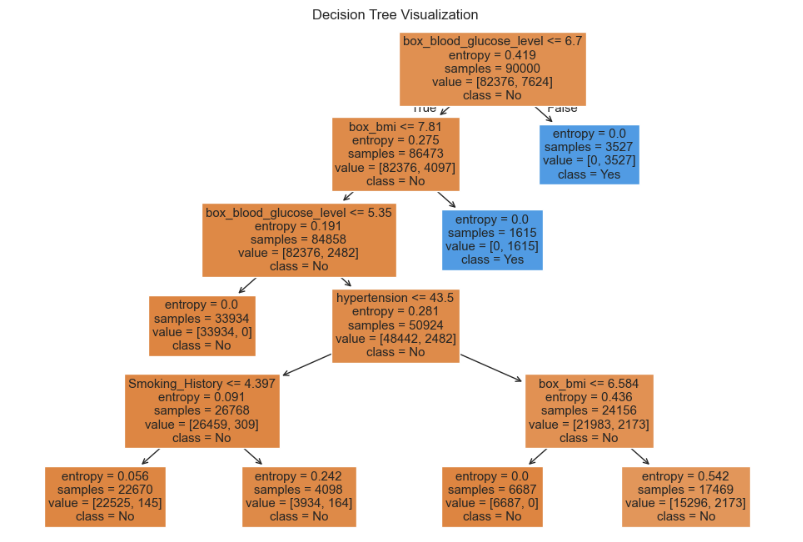 Decision Tree Visualization
box_blood_glucose_level <= 6.7
entropy = 0.419
samples = 90000
value = [82376, 7624]
class = No
True
False
box_bmi <= 7.81
entropy = 0.275
samples = 86473
value = [82376, 4097]
class = No
entropy = 0.0
samples = 3527
value = [0, 3527]
class = Yes
box_blood_glucose_level <= 5.35
entropy = 0.191
samples = 84858
value = [82376, 2482]
class = No
entropy = 0.0
samples = 1615
value = [0, 1615]
class = Yes
entropy = 0.0
samples = 33934
value = [33934, 0]
class = No
hypertension <= 43.5
entropy = 0.281
samples = 50924
value = [48442, 2482]
class = No
Smoking_History <= 4.397
entropy = 0.091
samples = 26768
value = [26459, 309]
class = No
box_bmi <= 6.584
entropy = 0.436
samples = 24156
value = [21983, 2173]
class = No
entropy = 0.056
samples = 22670
value = [22525, 145]
class = No
entropy = 0.242
samples = 4098
value = [3934, 164]
class = No
entropy = 0.0
samples = 6687
value = [6687, 0]
class = No
entropy = 0.542
samples = 17469
value = [15296, 2173]
class = No